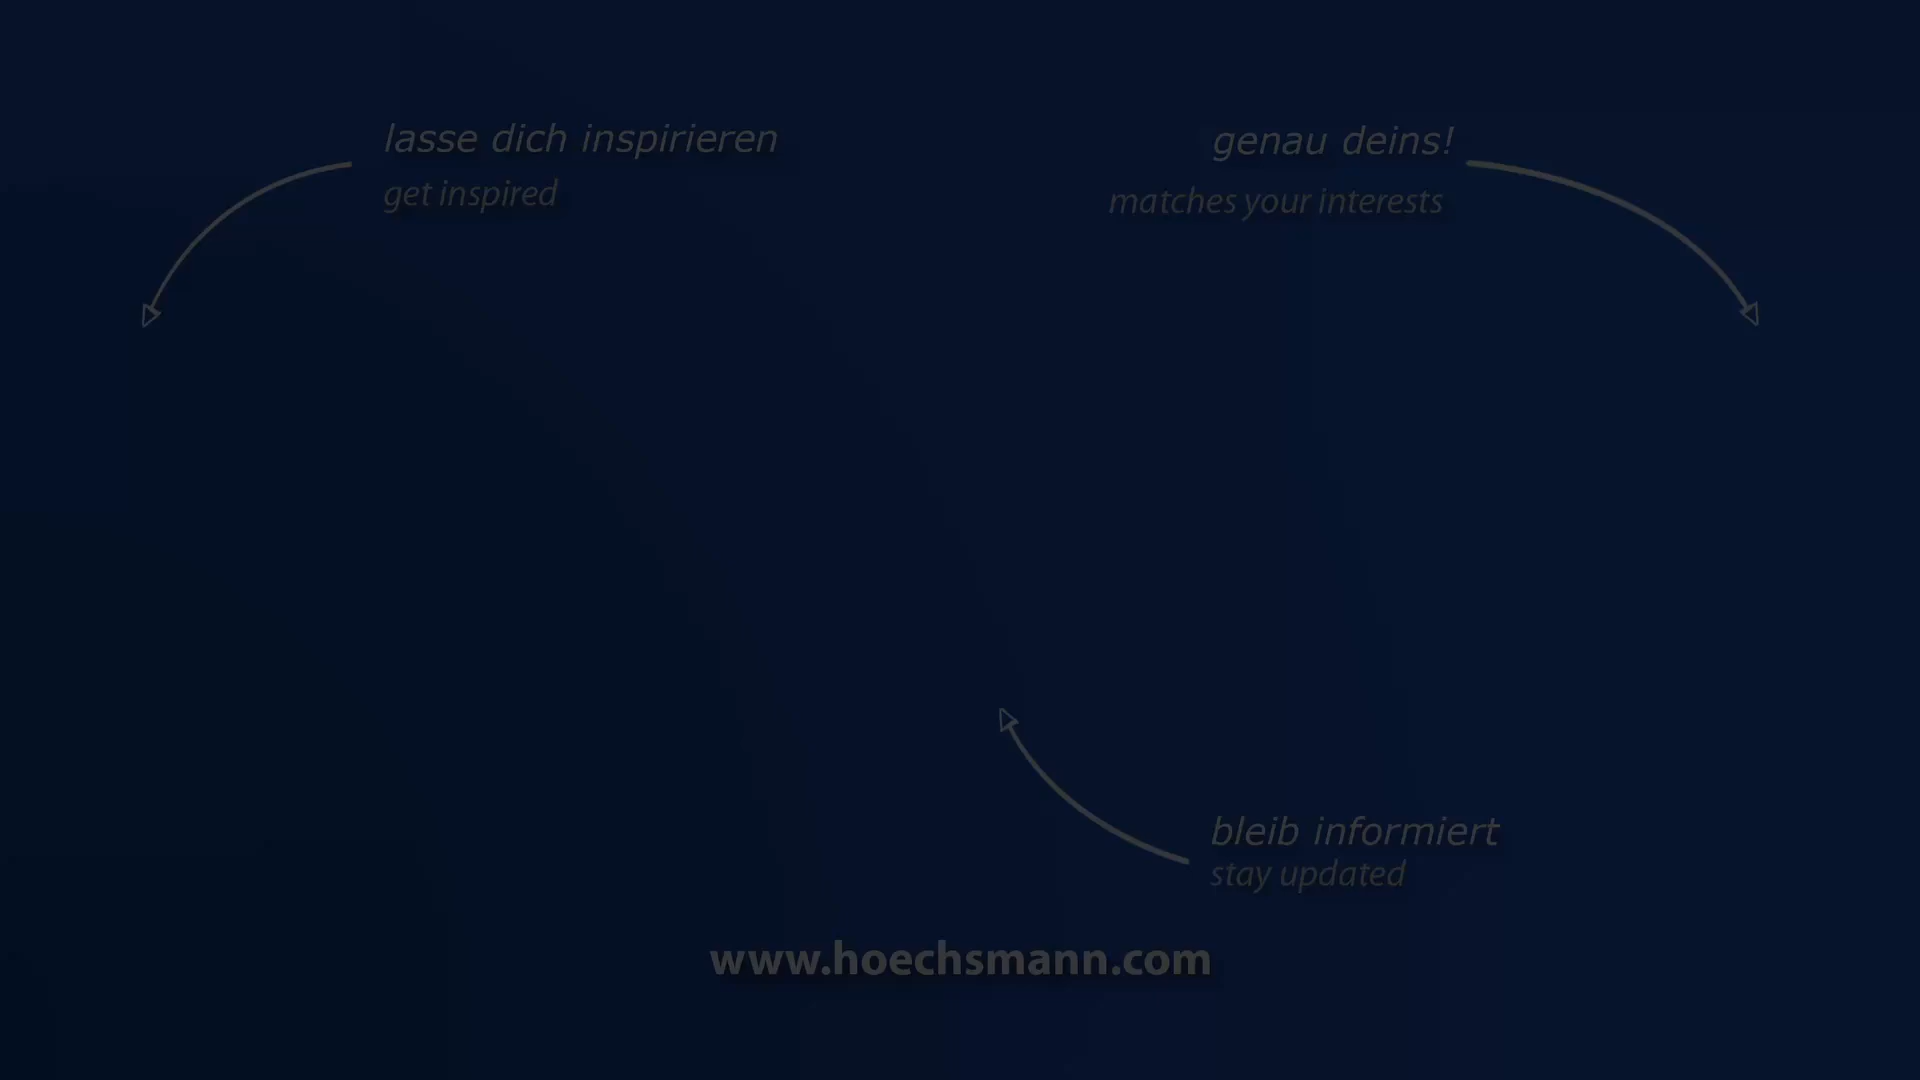 lasse dich inspirieren
get inspired
genau deins!
matches your interests
bleib informiert
stay updated
www.hoechsmann.com